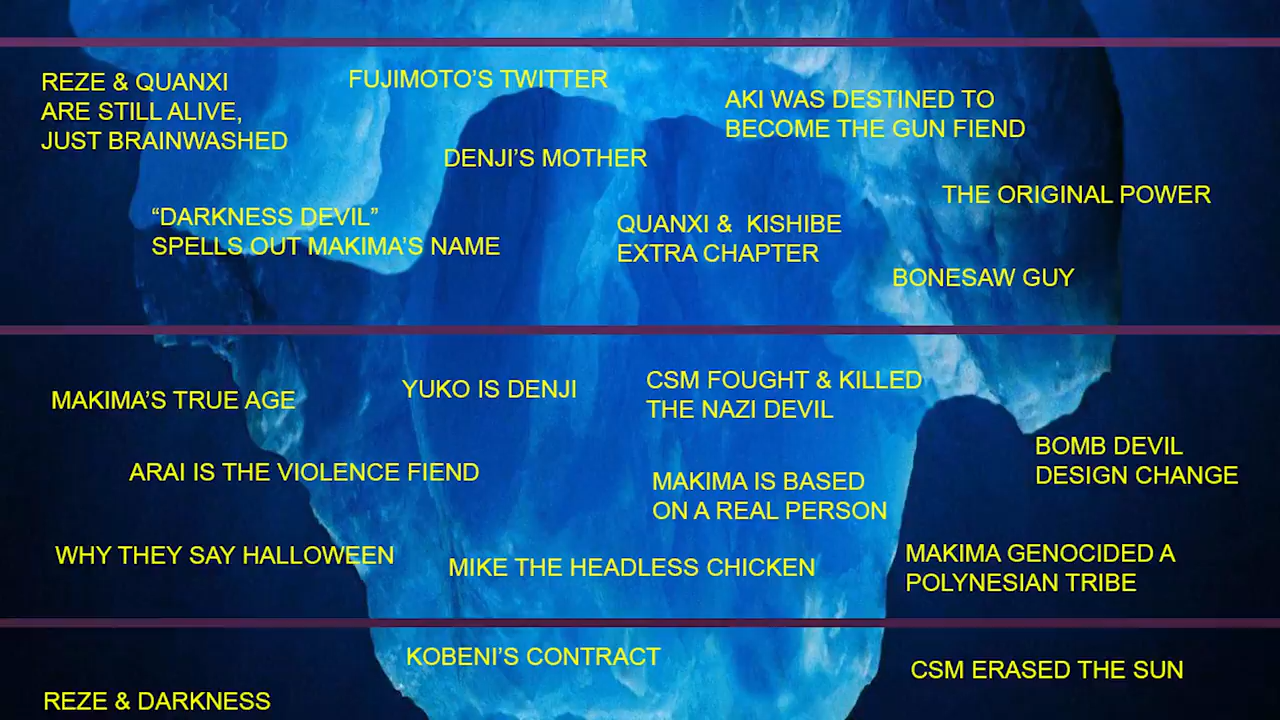 REZE & QUANXI
ARE STILL ALIVE,
JUST BRAINWASHED
FUJIMOTO'S TWITTER
AKI WAS DESTINED TO
BECOME THE GUN FIEND
DENJI'S MOTHER
THE ORIGINAL POWER
“DARKNESS DEVIL”
SPELLS OUT MAKIMA'S NAME
QUANXI & KISHIBE
EXTRA CHAPTER
BONESAW GUY
MAKIMA'S TRUE AGE
YUKO IS DENJI
CSM FOUGHT & KILLED
THE NAZI DEVIL
BOMB DEVIL
DESIGN CHANGE
ARAI IS THE VIOLENCE FIEND
MAKIMA IS BASED
ON A REAL PERSON
WHY THEY SAY HALLOWEEN
MIKE THE HEADLESS CHICKEN
MAKIMA GENOCIDED A
POLYNESIAN TRIBE
KOBENI'S CONTRACT
CSM ERASED THE SUN
REZE & DARKNESS